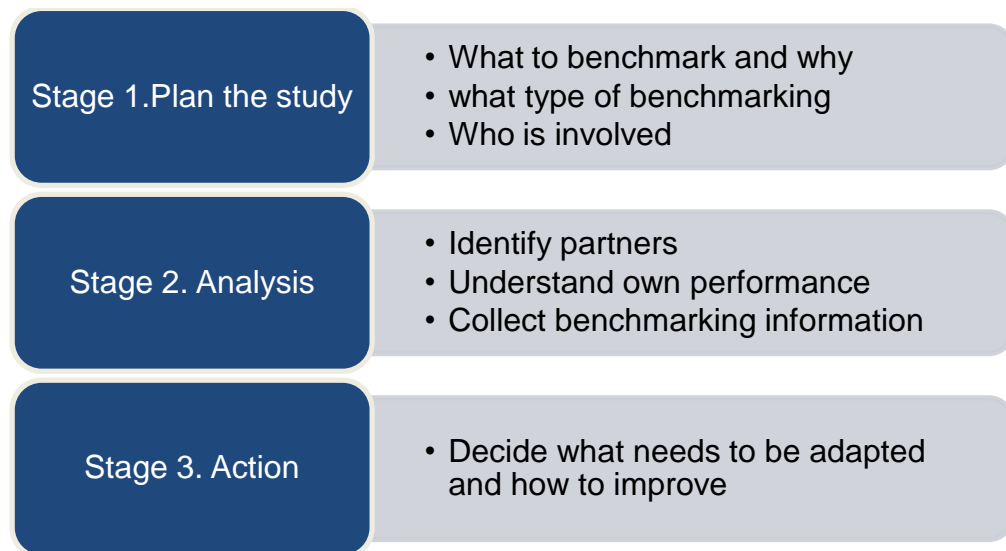 Stage 1.Plan the study
• What to benchmark and why
• what type of benchmarking
• Who is involved
Stage 2. Analysis
• Identify partners
• Understand own performance
• Collect benchmarking information
Stage 3. Action
• Decide what needs to be adapted
and how to improve